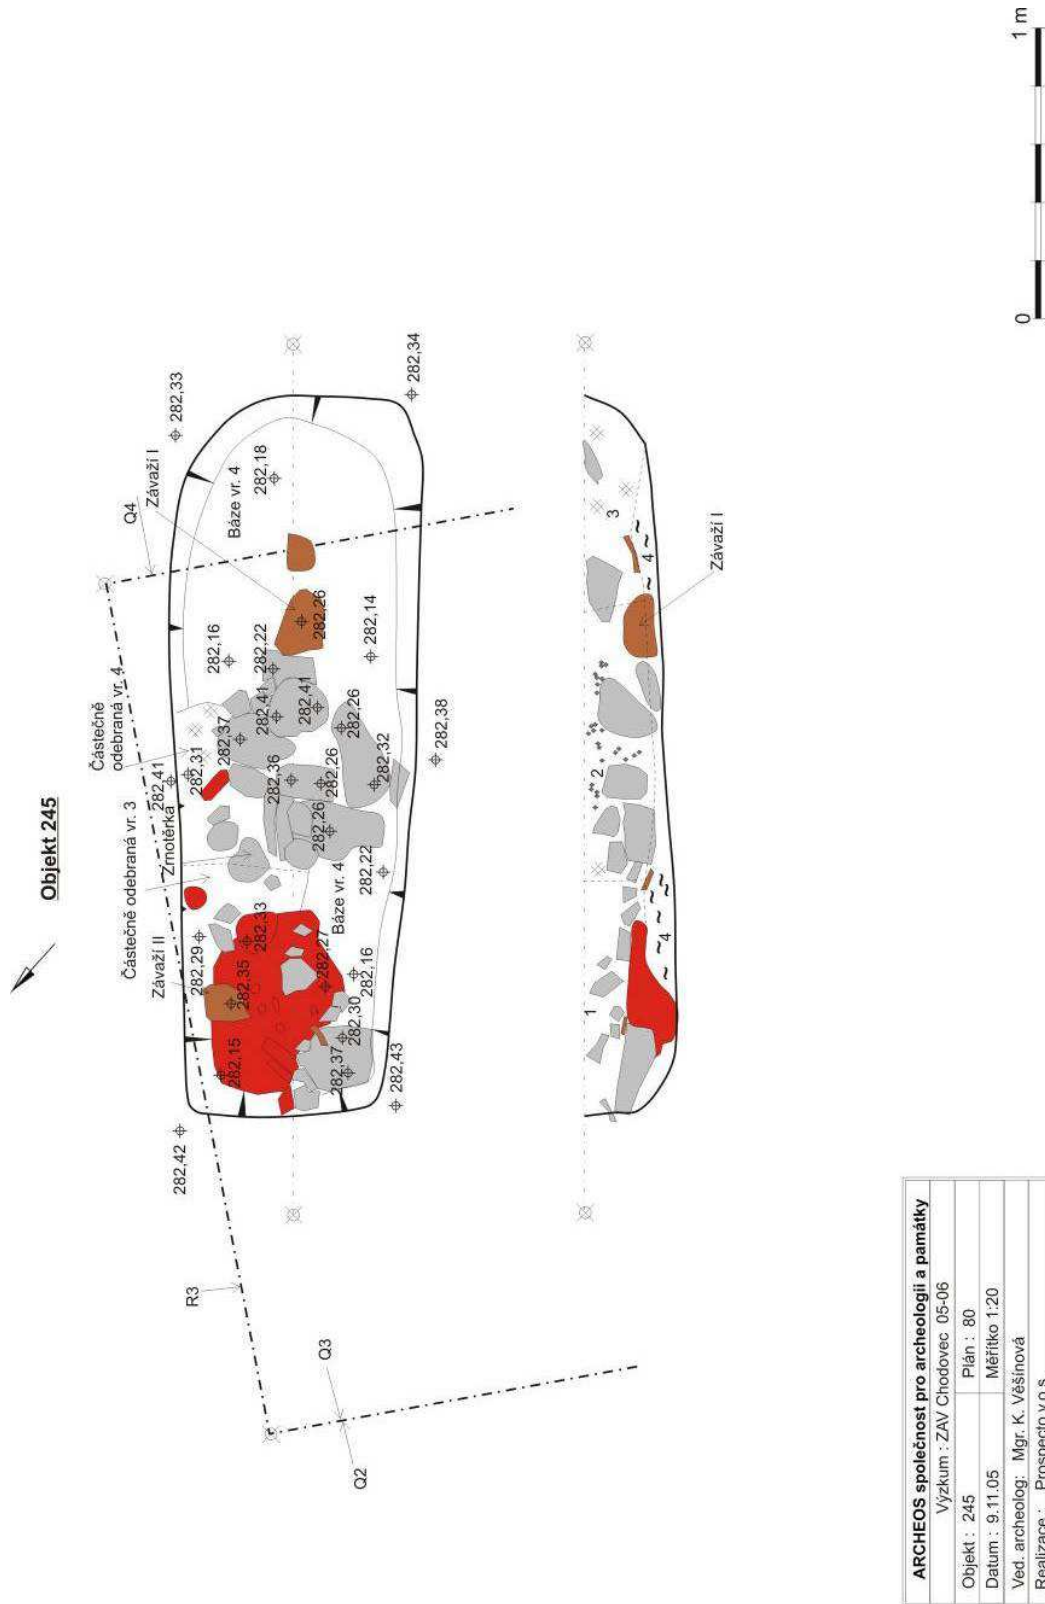 Objekt 245
282,33
Q4
Závaží I
282,34
282,18
Báze vr. 4
282,26
282,14
282,16
282,22
Částečně
odebraná vr. 4
282,41
282,41
282,37
282,26
282,38
282,31
282,41
282,36
282,26
282,32
Zrnotěrka
Částečně odebraná vr. 3
282,26
282,22
Báze vr. 4
282,33
282,29
Závaží II
282,35
282,27
282,16
282,30
282,15
282,37
282,43
282,42
R3
Q3
Q2
3
4
Závaží I
2
4
1
0
1 m
ARCHEOS společnost pro archeologii a památky
Výzkum : ZAV Chodovec 05-06
Objekt : 245
Plán : 80
Datum : 9.11.05
Měřítko 1:20
Ved. archeolog: Mgr. K. Věšínová
Realizace : Prospecto v.o.s.